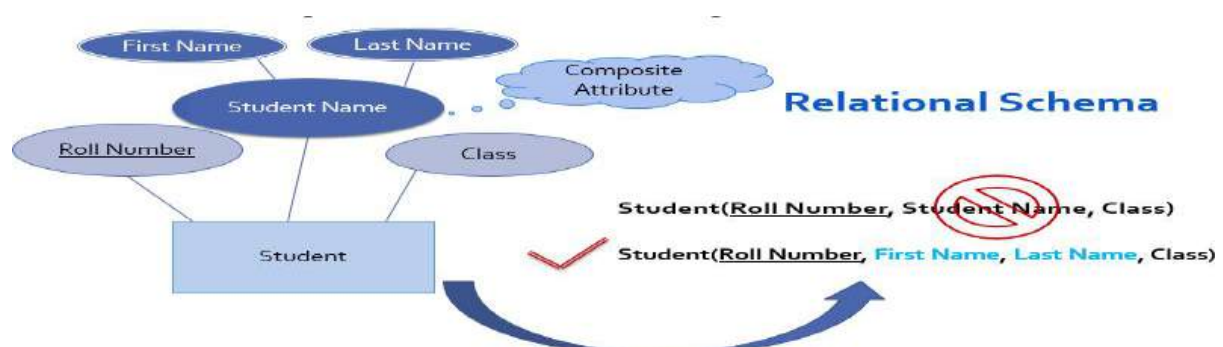 First Name
Last Name
Composite
Attribute
Student Name
Relational Schema
Roll Number
Class
Student(Roll Number, Student Name, Class)
Student
Student(Roll Number, First Name, Last Name, Class)